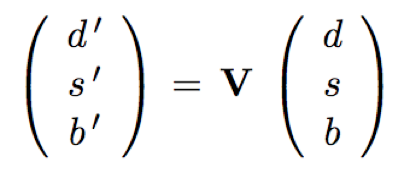 d′ d
s′ = V s
b′ b